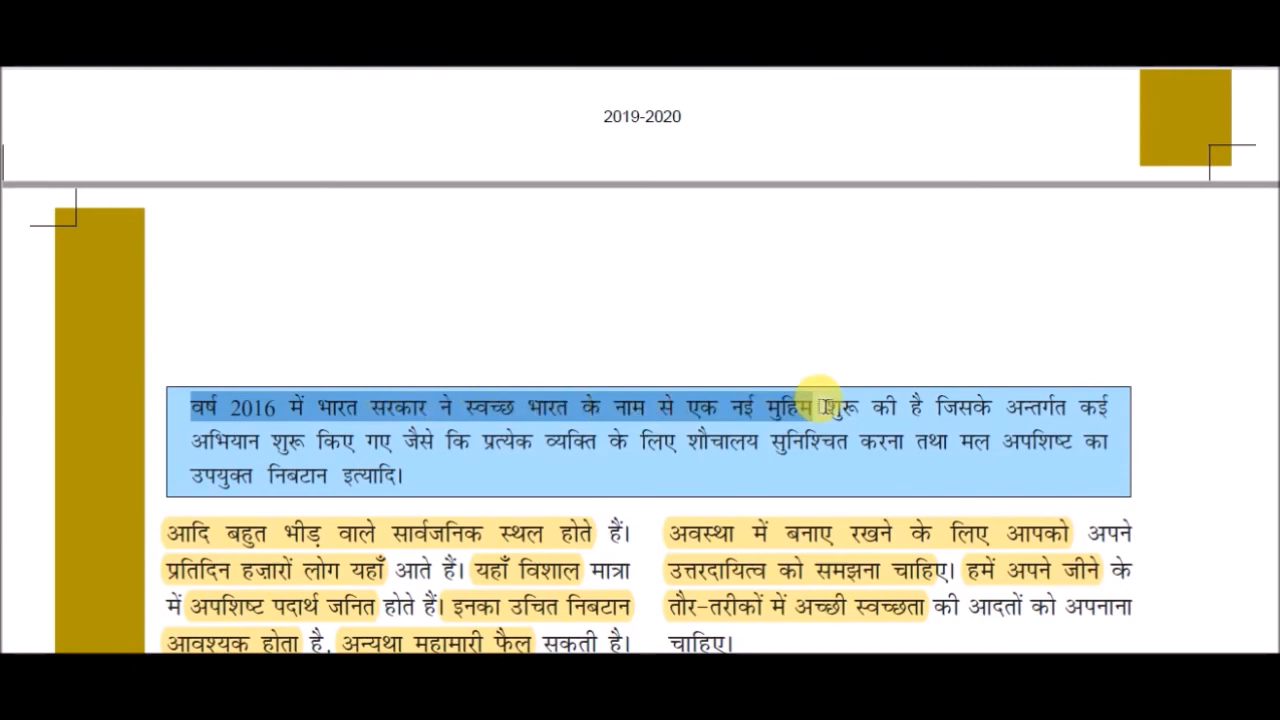 2019-2020
वर्ष 2016 में भारत सरकार ने स्वच्छ भारत के नाम से एक नई मुहिम शुरू की है जिसके अन्तर्गत कई
अभियान शुरू किए गए जैसे कि प्रत्येक व्यक्ति के लिए शौचालय सुनिश्चित करना तथा मल अपशिष्ट का
उपयुक्त निबटान इत्यादि।
आदि बहुत भीड़ वाले सार्वजनिक स्थल होते हैं।
प्रतिदिन हज़ारों लोग यहाँ आते हैं। यहाँ विशाल मात्रा
में अपशिष्ट पदार्थ जनित होते हैं। इनका उचित निबटान
आवश्यक होता है, अन्यथा महामारी फैल सकती है।
अवस्था में बनाए रखने के लिए आपको अपने
उत्तरदायित्व को समझना चाहिए। हमें अपने जीने के
तौर-तरीकों में अच्छी स्वच्छता की आदतों को अपनाना
चाहिए।